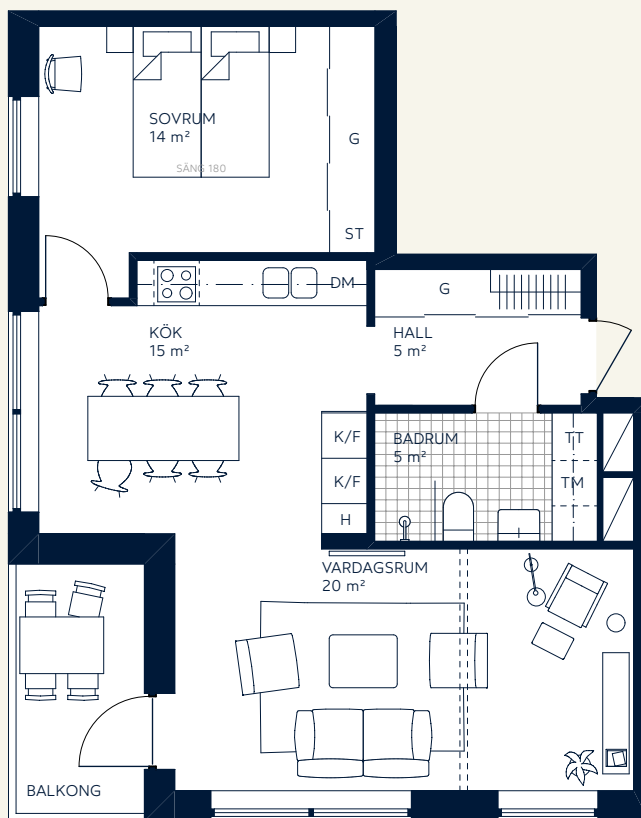 SOVRUM
14 m²
SÄNG 180
G
ST
DM
KÖK
15 m²
G
HALL
5 m²
K/F
K/F
H
BADRUM
5 m²
TT
TM
VARDAGSRUM
20 m²
BALKONG